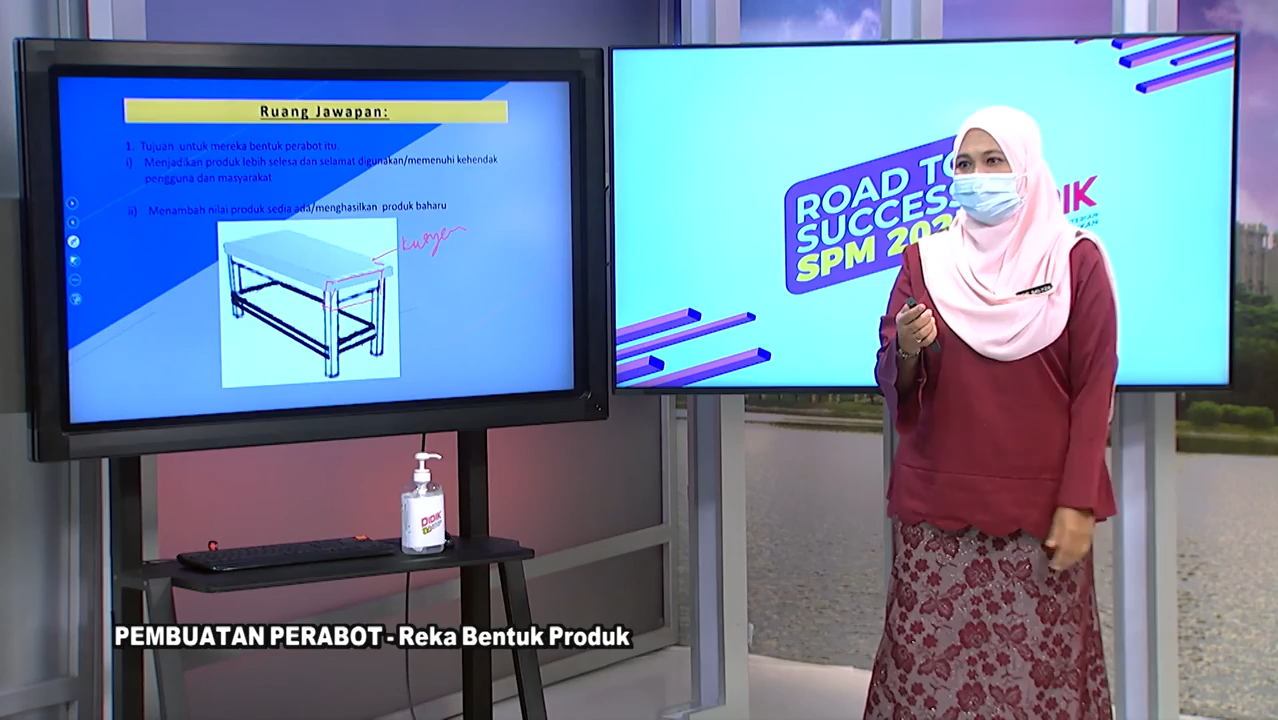 Ruang Jawapan:
1. Tujuan untuk mereka bentuk perabot itu.
i) Menjadikan produk lebih selesa dan selamat digunakan/memenuhi kehendak
pengguna dan masyarakat
ii) Menambah nilai produk sedia ada/menghasilkan produk baharu
ROAD TO
SUCCESS
SPM 202
DIK
DIDIK
PEMBUATAN PERABOT - Reka Bentuk Produk